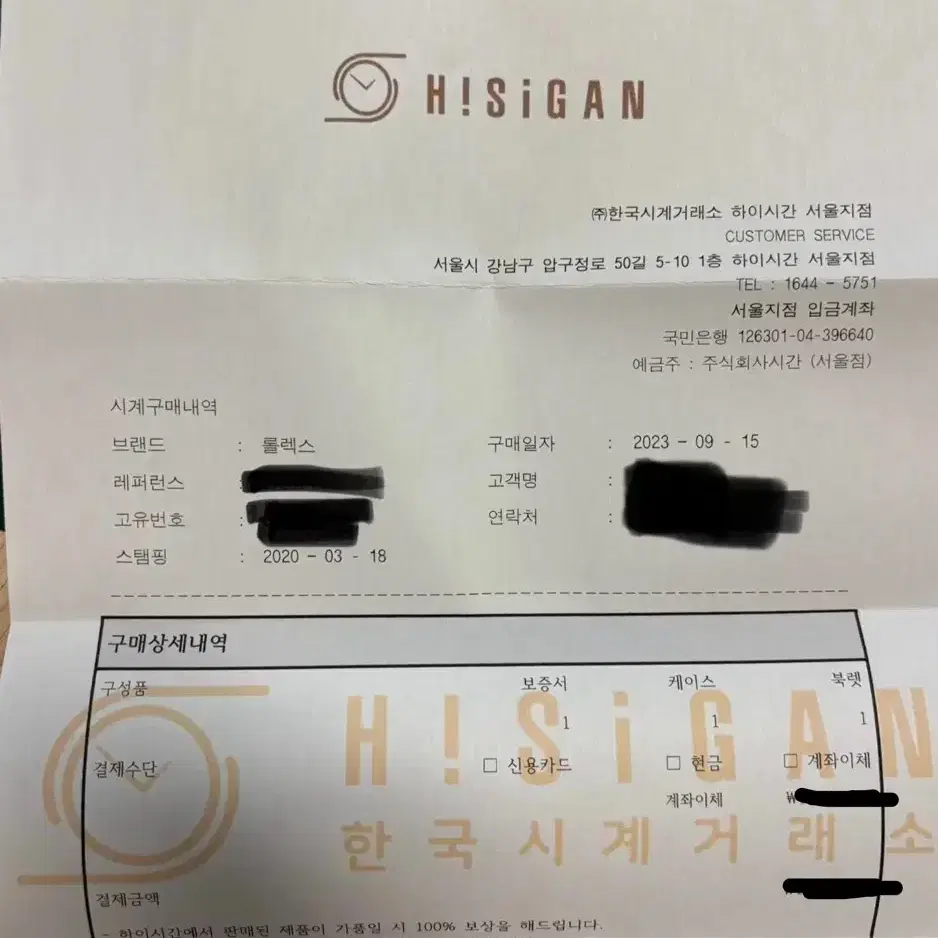 H!SiGAN
㈜한국시계거래소 하이시간 서울지점
CUSTOMER SERVICE
서울시 강남구 압구정로 50길 5-10 1층 하이시간 서울지점
TEL : 1644 - 5751
서울지점 입금계좌
국민은행 126301-04-396640
예금주 : 주식회사시간 (서울점)
시계구매내역
브랜드 : 롤렉스 구매일자 : 2023 - 09 - 15
레퍼런스 : 고객명 :
고유번호 : 연락처 :
스탬핑 : 2020 - 03 - 18
구매상세내역
구성품 보증서 케이스 북렛
1 1 1
H!SiGAN
결제수단 □ 신용카드 □ 현금 □ 계좌이체
계좌이체 ₩
한국시계거래소
결제금액
- 하이시간에서 판매된 제품이 가품일 시 100% 보상을 해드립니다.